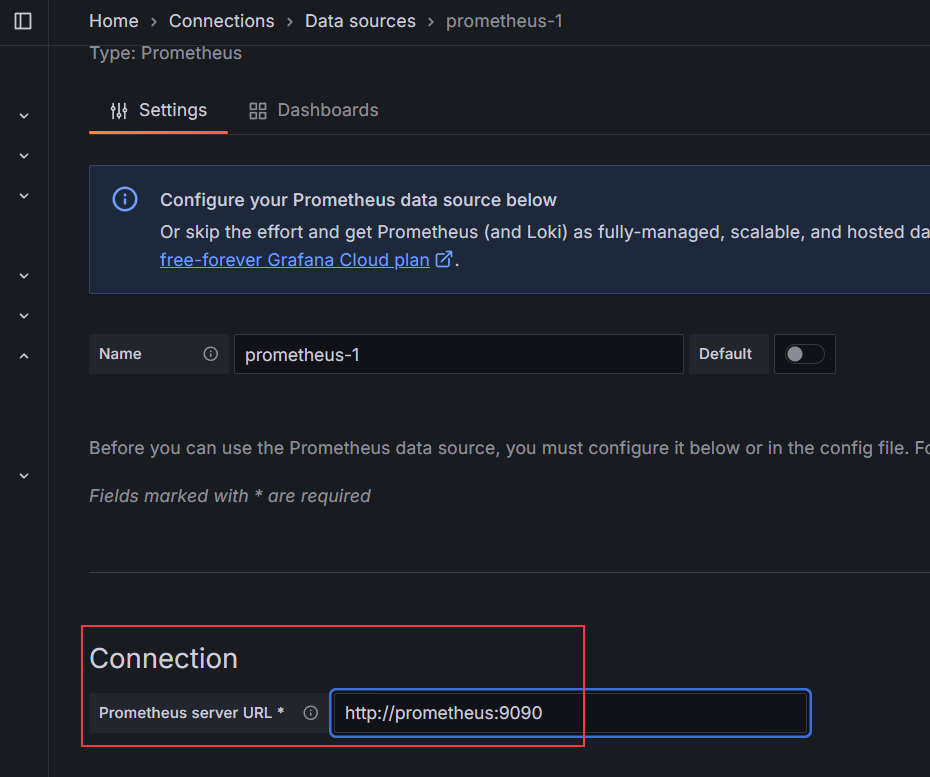 Home › Connections › Data sources › prometheus-1
Type: Prometheus
Settings Dashboards
Configure your Prometheus data source below
Or skip the effort and get Prometheus (and Loki) as fully-managed, scalable, and hosted da
free-forever Grafana Cloud plan.
Name prometheus-1 Default
Before you can use the Prometheus data source, you must configure it below or in the config file. Fo
Fields marked with * are required
Connection
Prometheus server URL * http://prometheus:9090